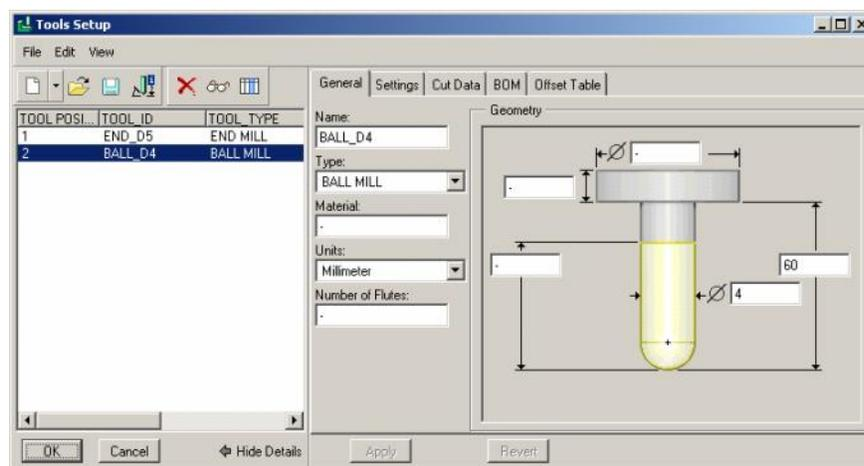 Tools Setup
File Edit View
General Settings Cut Data BOM Offset Table
TOOL POSI... TOOL_ID TOOL_TYPE
1 END_D5 END MILL
2 BALL_D4 BALL MILL
Name:
BALL_D4
Type:
BALL MILL
Material:
-
Units:
Millimeter
Number of Flutes:
-
Geometry
Ø -
-
-
60
Ø 4
OK Cancel Hide Details Apply Revert